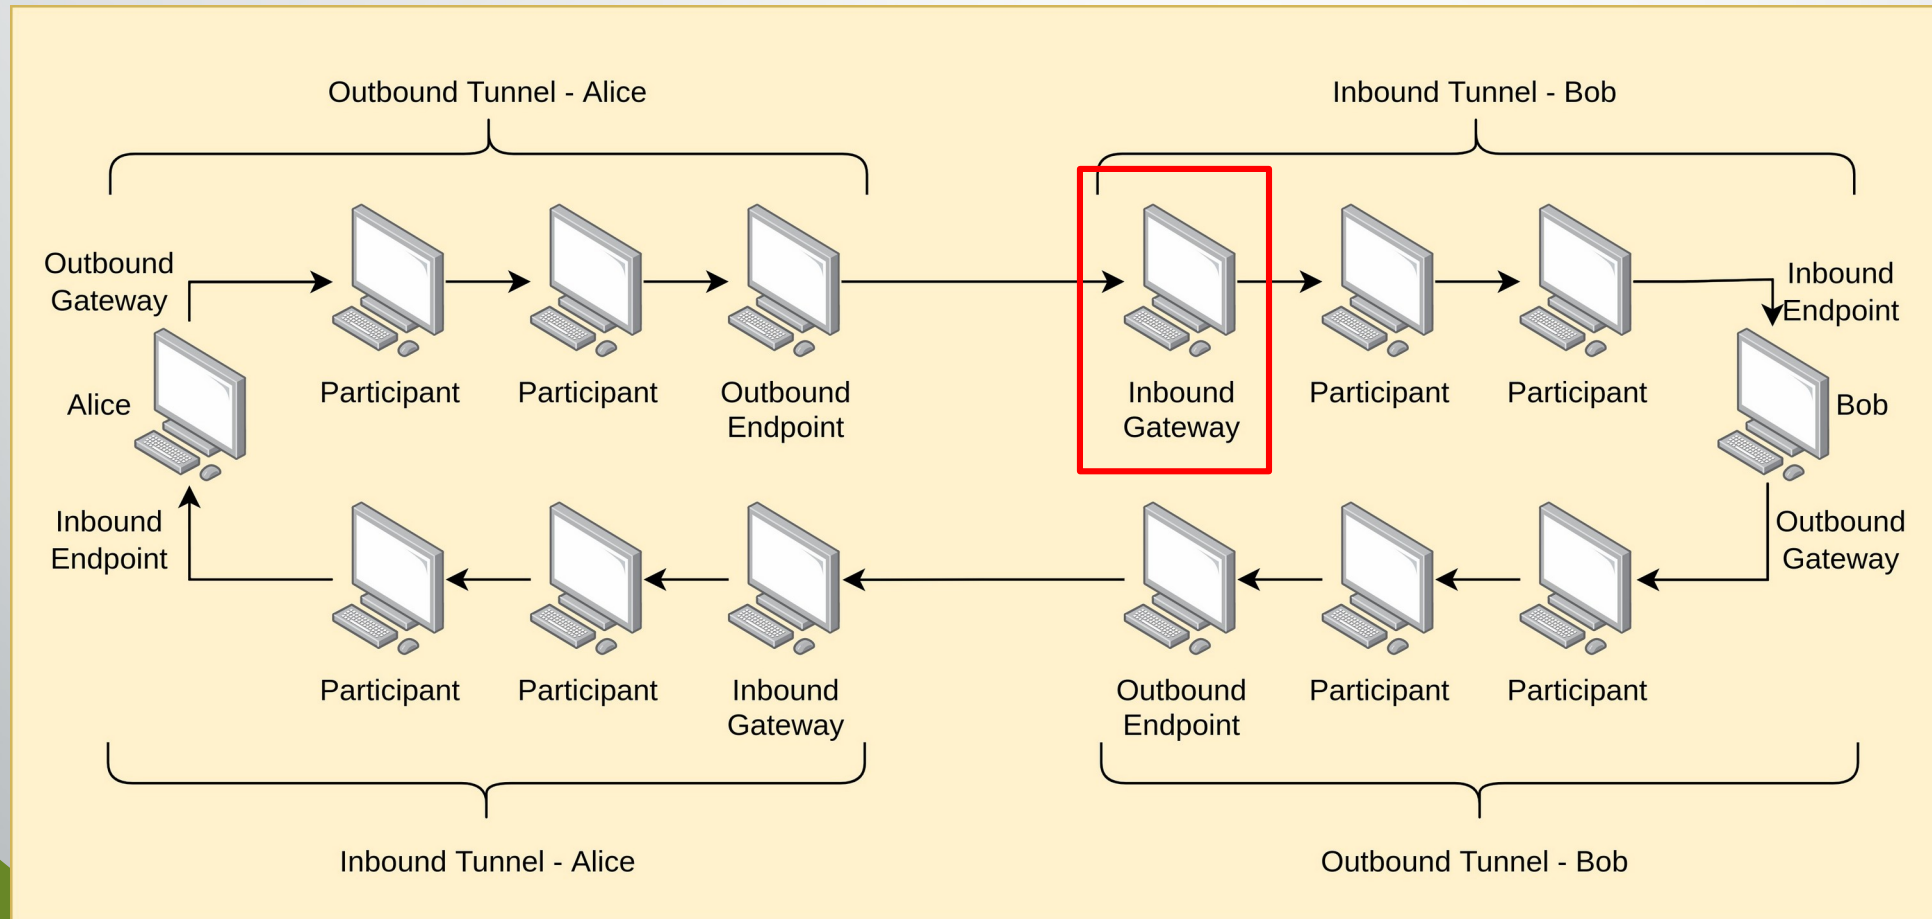 Outbound Tunnel - Alice
Inbound Tunnel - Bob
Outbound
Gateway
Inbound
Endpoint
Alice
Participant
Participant
Outbound
Endpoint
Inbound
Gateway
Participant
Participant
Bob
Inbound
Endpoint
Outbound
Gateway
Participant
Participant
Inbound
Gateway
Outbound
Endpoint
Participant
Participant
Inbound Tunnel - Alice
Outbound Tunnel - Bob